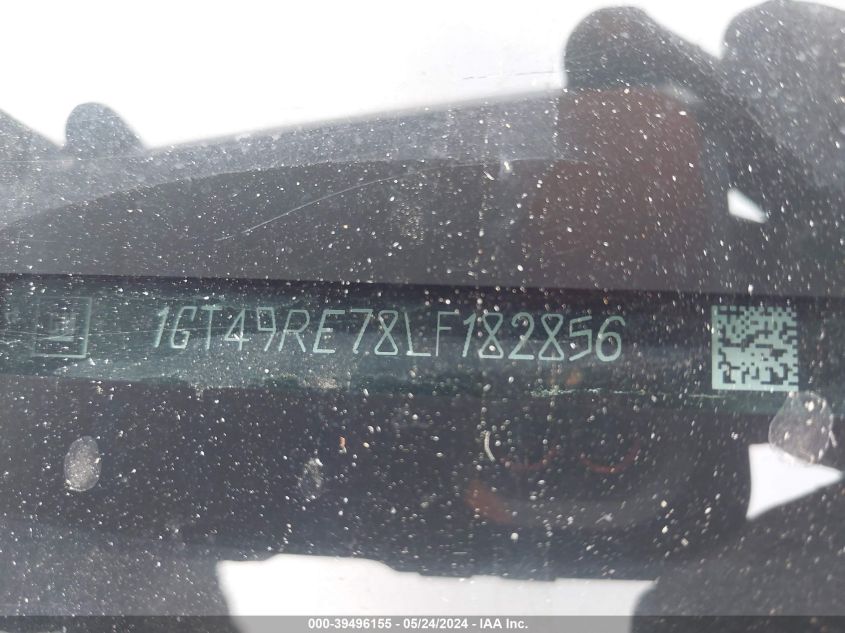 1GT49RE78LF182856
000-39496155 - 05/24/2024 - IAA Inc.